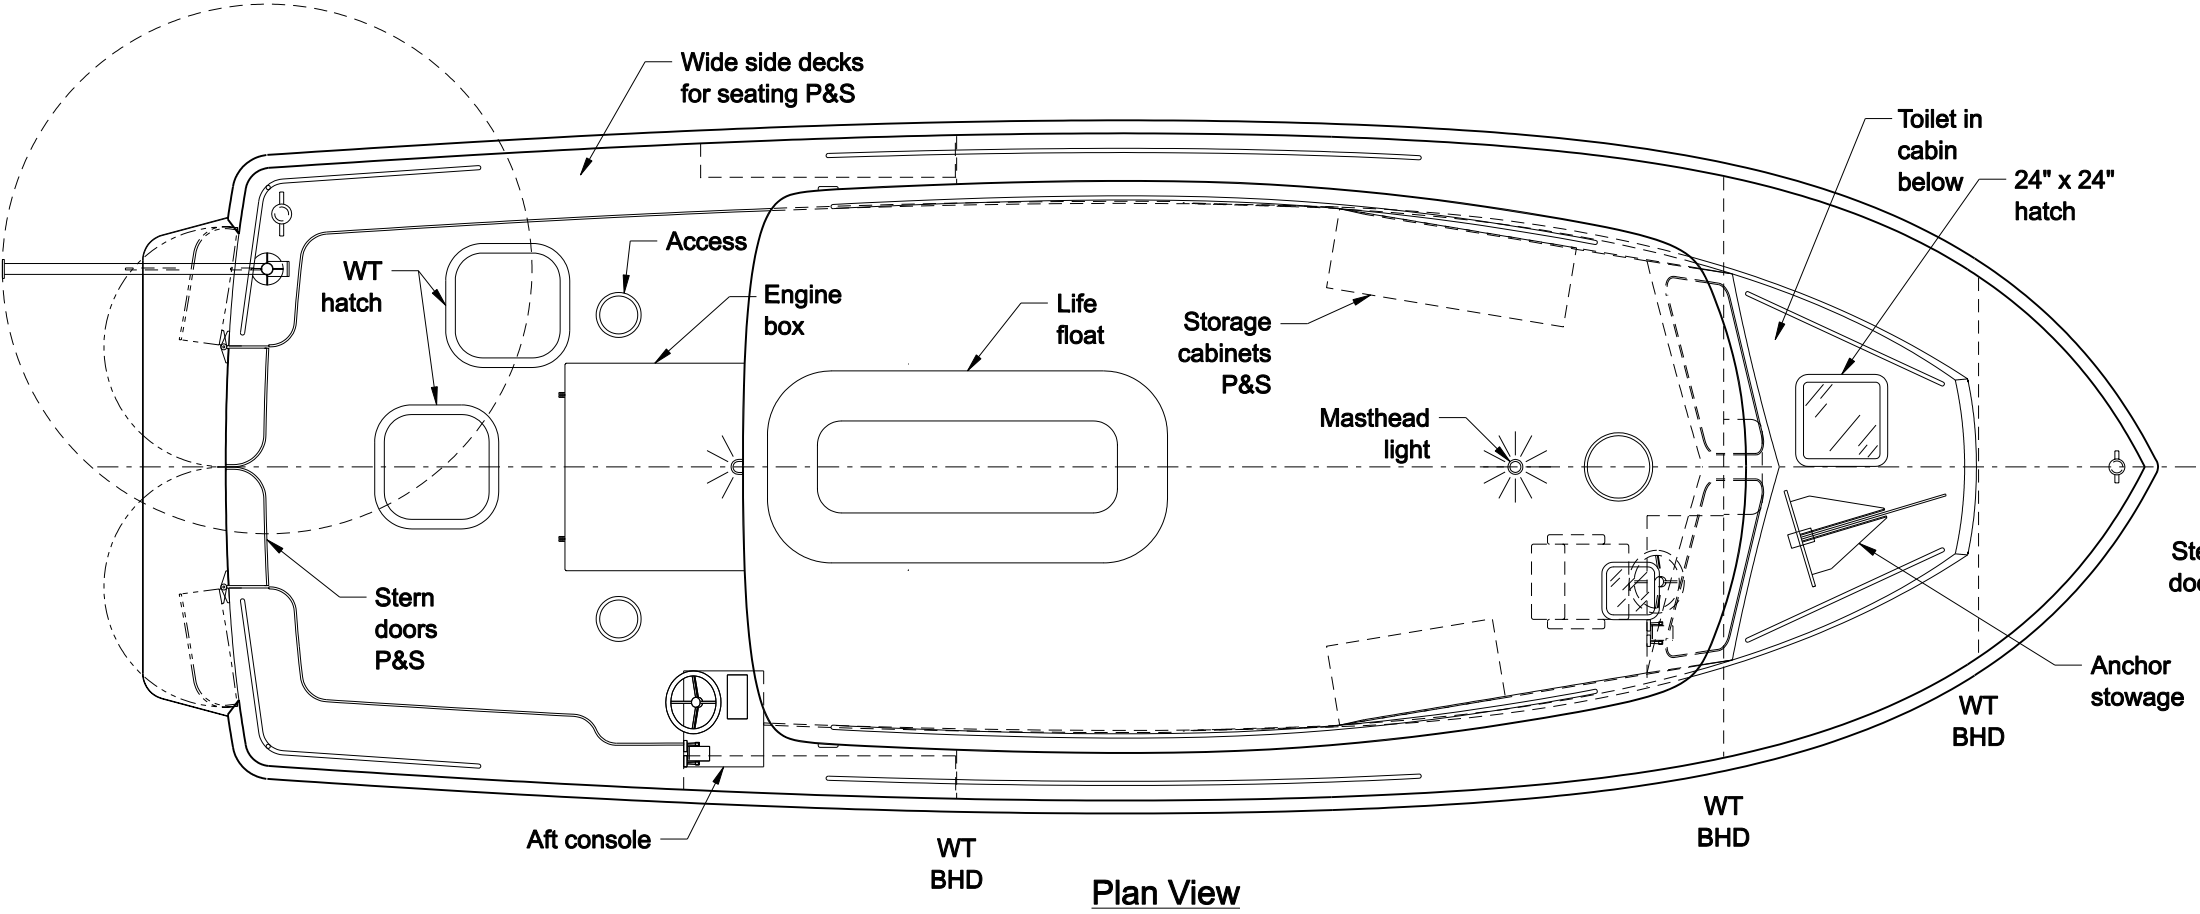 Wide side decks
for seating P&S
Toilet in
cabin
below
24" x 24"
hatch
Access
WT
hatch
Engine
box
Life
float
Storage
cabinets
P&S
Masthead
light
Stern
doors
P&S
Anchor
stowage
WT
BHD
WT
BHD
Aft console
WT
BHD
Plan View